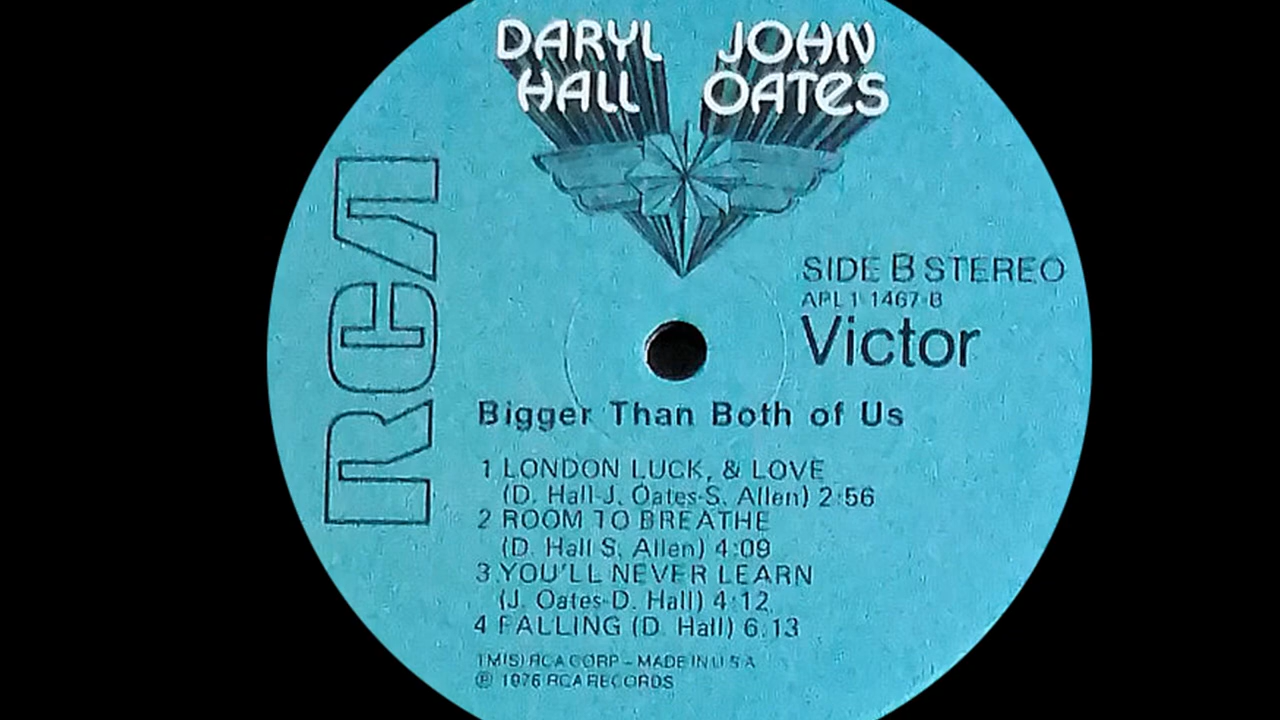 DARYL HALL
JOHN OATES
RCA
SIDE B STEREO
APL1 1467-B
Victor
Bigger Than Both of Us
1 LONDON LUCK, & LOVE
(D. Hall-J. Oates-S. Allen) 2:56
2 ROOM TO BREATHE
(D. Hall S. Allen) 4:09
3 YOU'LL NEVER LEARN
(J. Oates-D. Hall) 4:12
4 FALLING (D. Hall) 6:13
TM(S) RCA CORP – MADE IN U.S.A.
℗ 1976 RCA RECORDS